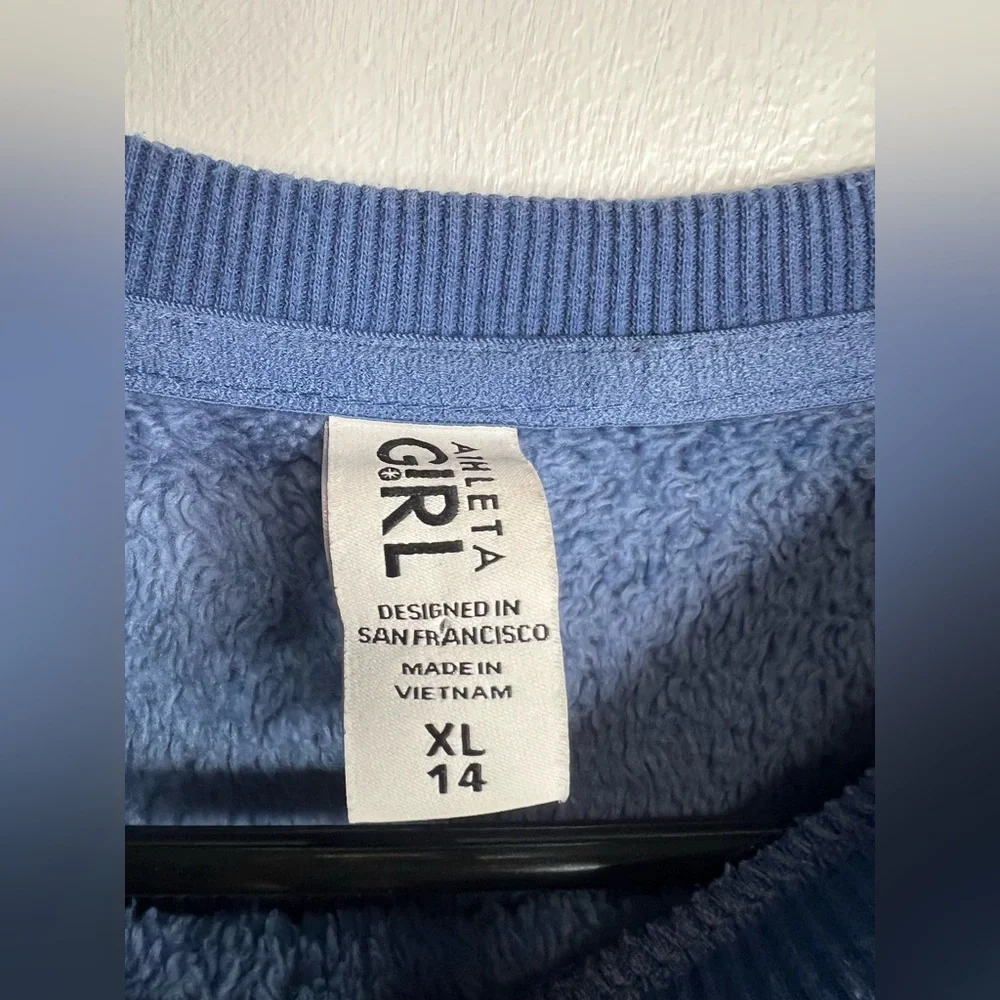 ATHLETA
GIRL
DESIGNED IN
SAN FRANCISCO
MADE IN
VIETNAM
XL
14